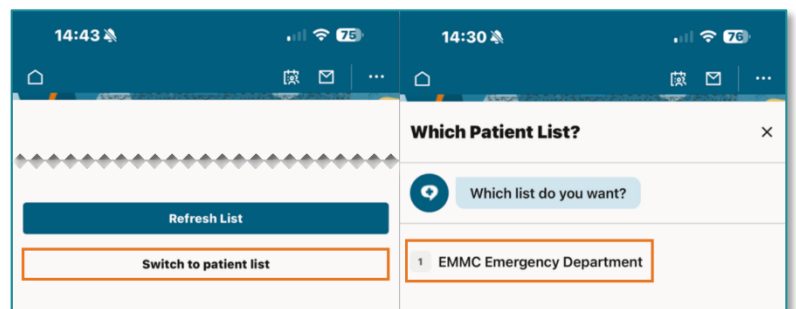 14:43
75
Refresh List
Switch to patient list
14:30
76
Which Patient List?
Which list do you want?
1 EMMC Emergency Department